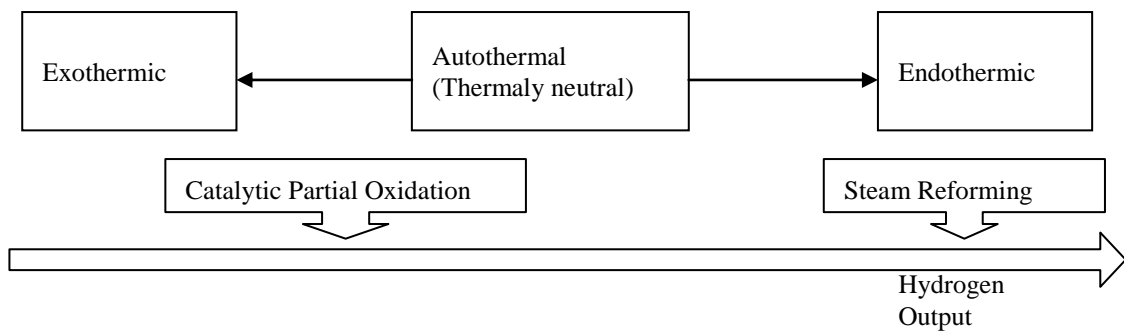 Exothermic
Autothermal
(Thermaly neutral)
Endothermic
Catalytic Partial Oxidation
Steam Reforming
Hydrogen
Output